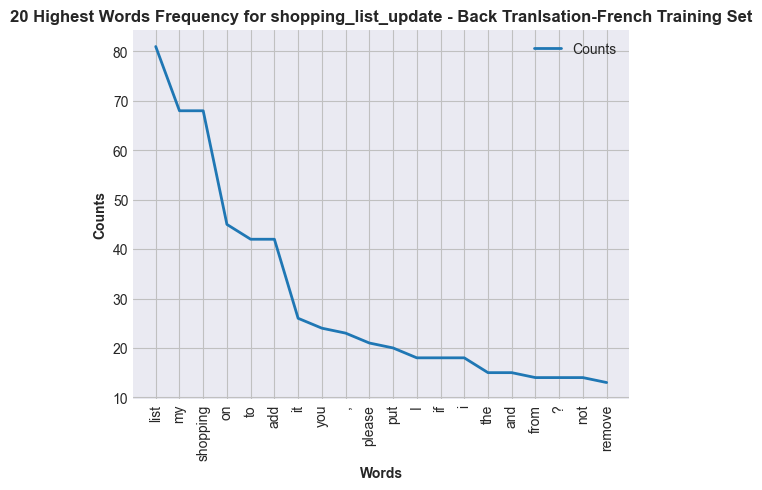 20 Highest Words Frequency for shopping_list_update - Back Tranlsation-French Training Set
Counts
80
70
60
50
40
30
20
10
Counts
list
my
shopping
on
to
add
it
you
,
please
put
I
if
i
the
and
from
?
not
remove
Words